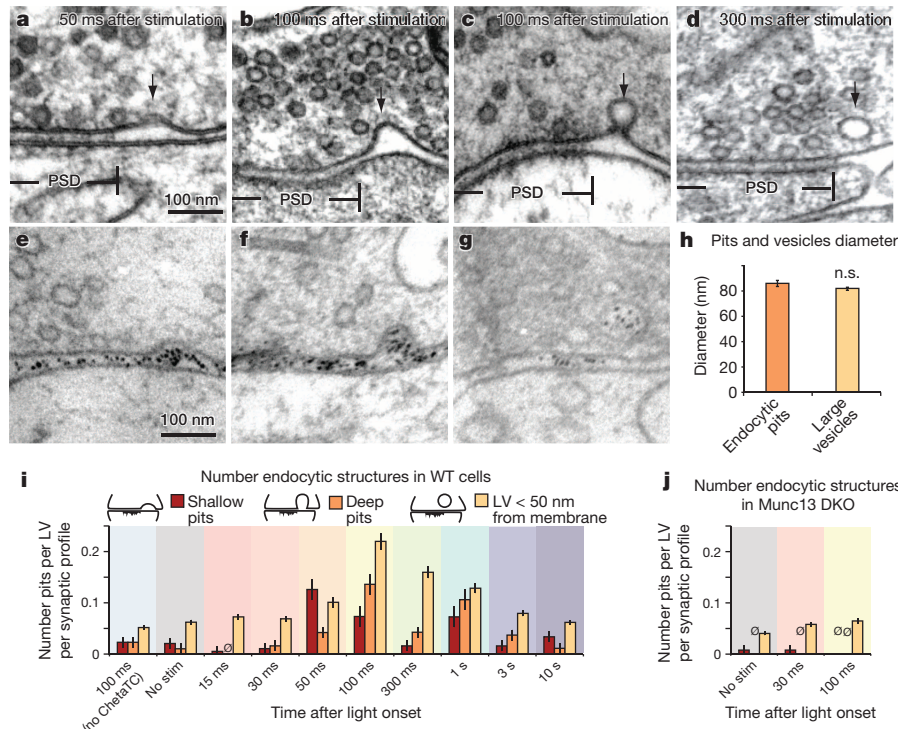 a 50 ms after stimulation
b 100 ms after stimulation
c 100 ms after stimulation
d 300 ms after stimulation
PSD
100 nm
PSD
PSD
PSD
e
f
g
100 nm
h Pits and vesicles diameter
n.s.
Diameter (nm)
80
60
40
20
0
Endocytic
pits
Large
vesicles
i
Number endocytic structures in WT cells
Shallow
pits
Deep
pits
LV < 50 nm
from membrane
Number pits per LV
per synaptic profile
0.2
0.1
0
ø
100 ms
(no ChetaTC)
No stim
15 ms
30 ms
50 ms
100 ms
300 ms
1 s
3 s
10 s
Time after light onset
j
Number endocytic structures
in Munc13 DKO
Number pits per LV
per synaptic profile
0.2
0.1
0
ø
ø
øø
No stim
30 ms
100 ms
Time after light onset